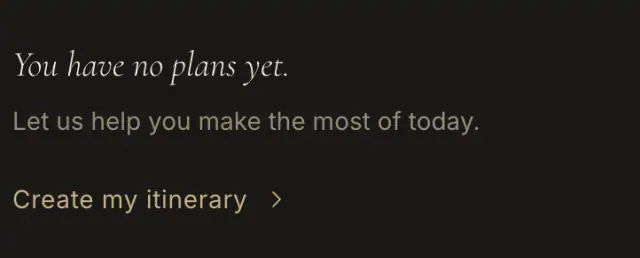 You have no plans yet.
Let us help you make the most of today.
Create my itinerary